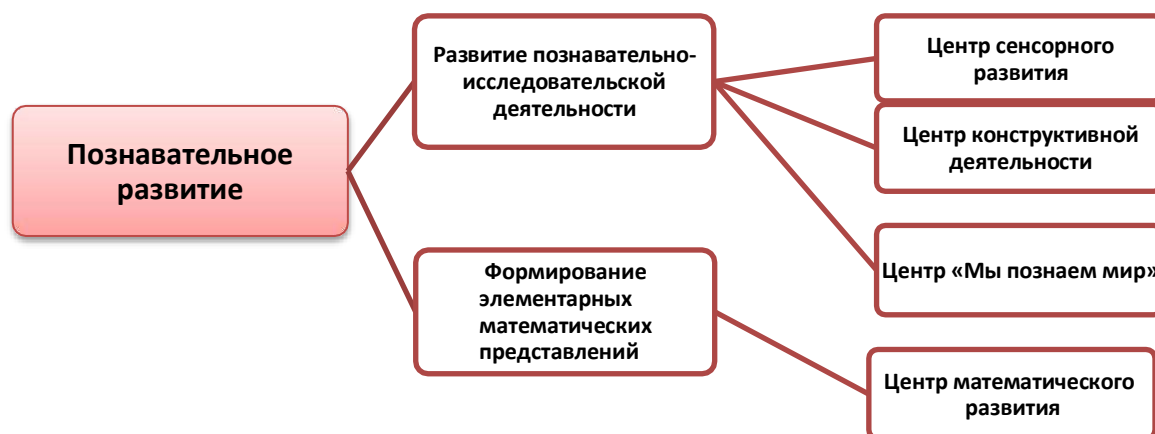 Познавательное
развитие
Развитие познавательно-
исследовательской
деятельности
Формирование
элементарных
математических
представлений
Центр сенсорного
развития
Центр конструктивной
деятельности
Центр «Мы познаем мир»
Центр математического
развития